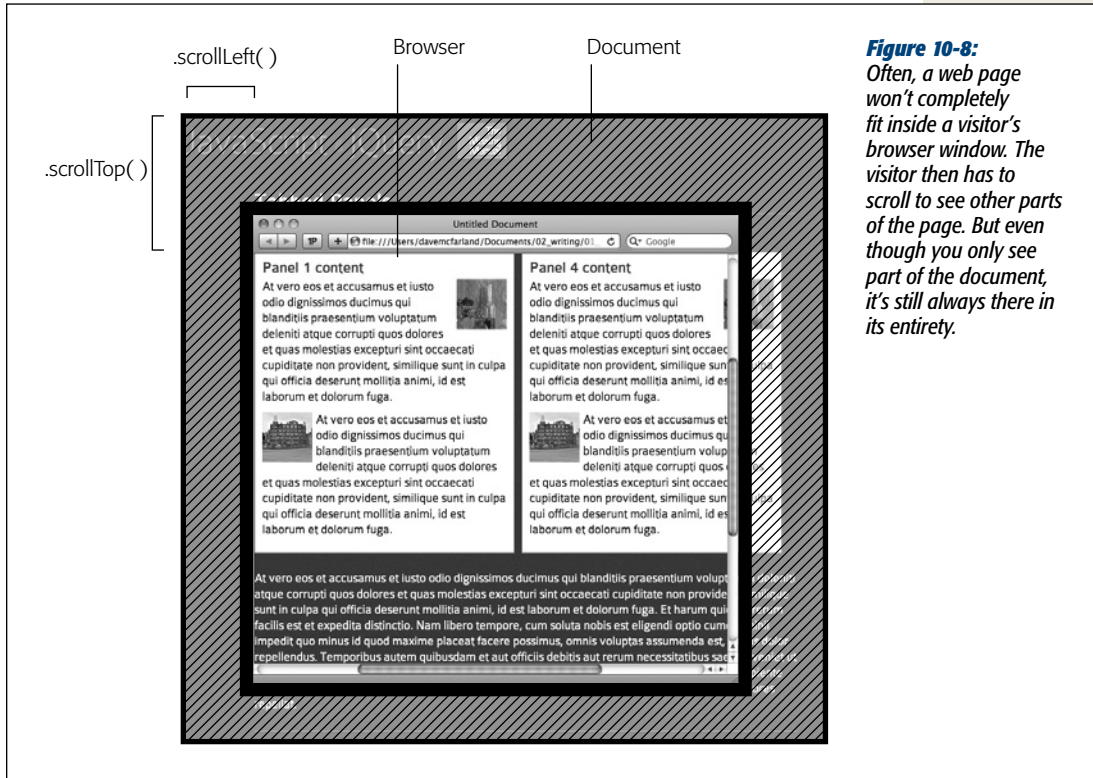 Browser
Document
.scrollLeft( )
.scrollTop( )
JavaScript jQuery
Untitled Document
1P
+
file:///Users/davemcfarland/Documents/02_writing/01_
Google
Panel 1 content
At vero eos et accusamus et iusto
odio dignissimos ducimus qui
blanditiis praesentium voluptatum
deleniti atque corrupti quos dolores
et quas molestias excepturi sint occaecati
cupiditate non provident, similique sunt in culpa
qui officia deserunt mollitia animi, id est
laborum et dolorum fuga.
At vero eos et accusamus et iusto
odio dignissimos ducimus qui
blanditiis praesentium voluptatum
deleniti atque corrupti quos dolores
et quas molestias excepturi sint occaecati
cupiditate non provident, similique sunt in culpa
qui officia deserunt mollitia animi, id est
laborum et dolorum fuga.
Panel 4 content
At vero eos et accusamus et iusto
odio dignissimos ducimus qui
blanditiis praesentium voluptatum
deleniti atque corrupti quos dolores
et quas molestias excepturi sint occaec
cupiditate non provident, similique sun
qui officia deserunt mollitia animi, id es
laborum et dolorum fuga.
At vero eos et accusamus et
odio dignissimos ducimus qu
blanditiis praesentium volup
deleniti atque corrupti quos
et quas molestias excepturi sint occaec
cupiditate non provident, similique sun
qui officia deserunt mollitia animi, id es
laborum et dolorum fuga.
At vero eos et accusamus et iusto odio dignissimos ducimus qui blanditiis praesentium volupt
atque corrupti quos dolores et quas molestias excepturi sint occaecati cupiditate non provide
sunt in culpa qui officia deserunt mollitia animi, id est laborum et dolorum fuga. Et harum qui
facilis est et expedita distinctio. Nam libero tempore, cum soluta nobis est eligendi optio cum
impedit quo minus id quod maxime placeat facere possimus, omnis voluptas assumenda est,
repellendus. Temporibus autem quibusdam et aut officiis debitis aut rerum necessitatibus sae
Figure 10-8:
Often, a web page
won't completely
fit inside a visitor's
browser window. The
visitor then has to
scroll to see other parts
of the page. But even
though you only see
part of the document,
it's still always there in
its entirety.